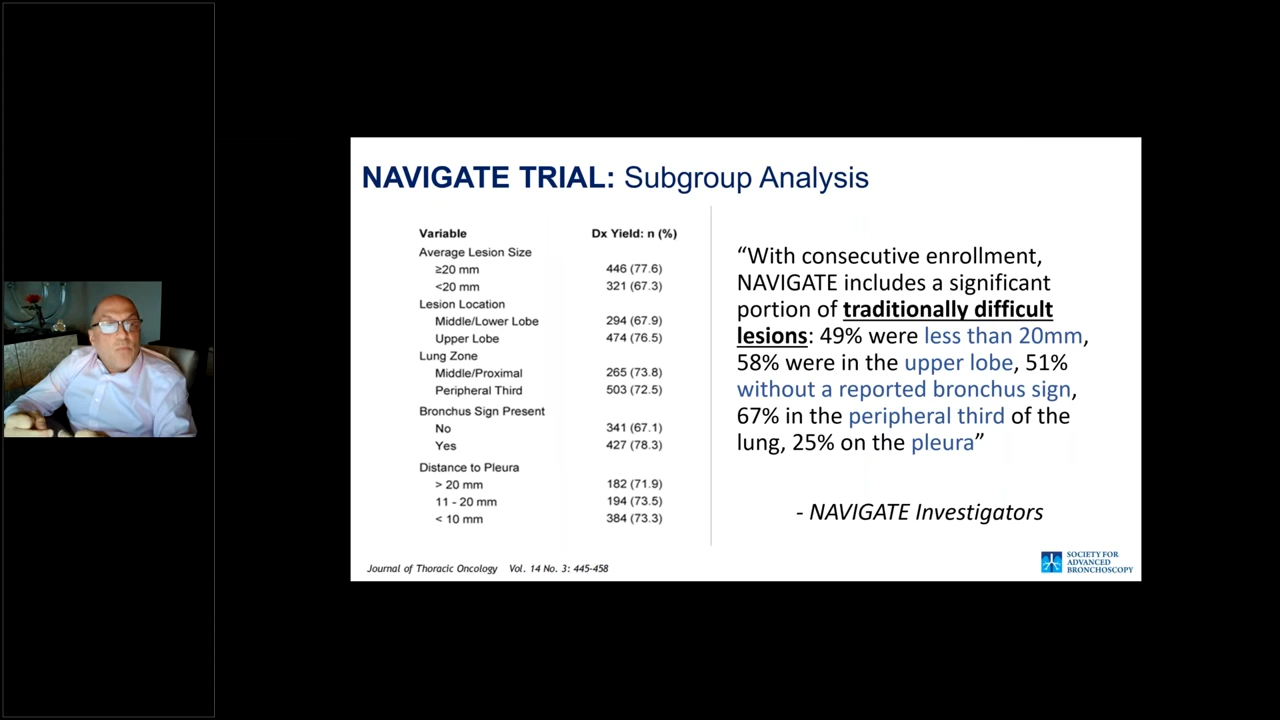 NAVIGATE TRIAL: Subgroup Analysis
Variable Dx Yield: n (%)
Average Lesion Size
≥20 mm 446 (77.6)
<20 mm 321 (67.3)
Lesion Location
Middle/Lower Lobe 294 (67.9)
Upper Lobe 474 (76.5)
Lung Zone
Middle/Proximal 265 (73.8)
Peripheral Third 503 (72.5)
Bronchus Sign Present
No 341 (67.1)
Yes 427 (78.3)
Distance to Pleura
> 20 mm 182 (71.9)
11 - 20 mm 194 (73.5)
< 10 mm 384 (73.3)
“With consecutive enrollment,
NAVIGATE includes a significant
portion of traditionally difficult
lesions: 49% were less than 20mm,
58% were in the upper lobe, 51%
without a reported bronchus sign,
67% in the peripheral third of the
lung, 25% on the pleura”
- NAVIGATE Investigators
Journal of Thoracic Oncology Vol. 14 No. 3: 445-458
SOCIETY FOR
ADVANCED
BRONCHOSCOPY